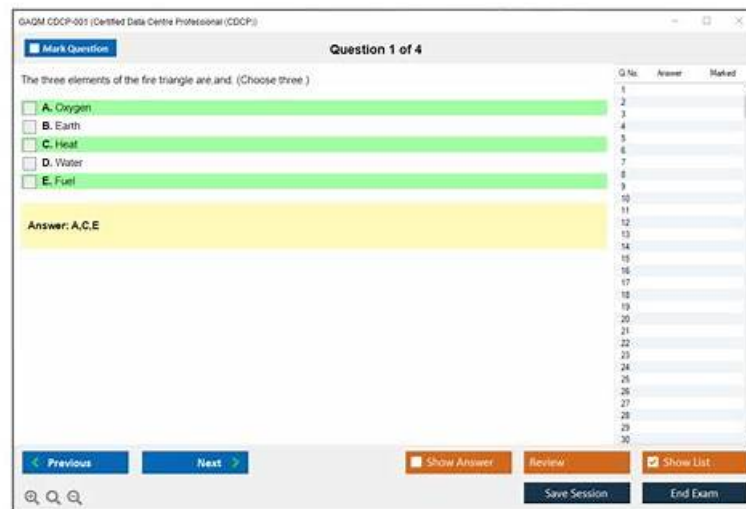 GAQM CDCP-001 (Certified Data Centre Professional (CDCP))
Mark Question
Question 1 of 4
The three elements of the fire triangle are,and. (Choose three.)
A. Oxygen
B. Earth
C. Heat
D. Water
E. Fuel
Answer: A,C,E
Q.No. Answer Marked
1
2
3
4
5
6
7
8
9
10
11
12
13
14
15
16
17
18
19
20
21
22
23
24
25
26
27
28
29
30
Previous
Next
Show Answer
Review
Show List
Save Session
End Exam